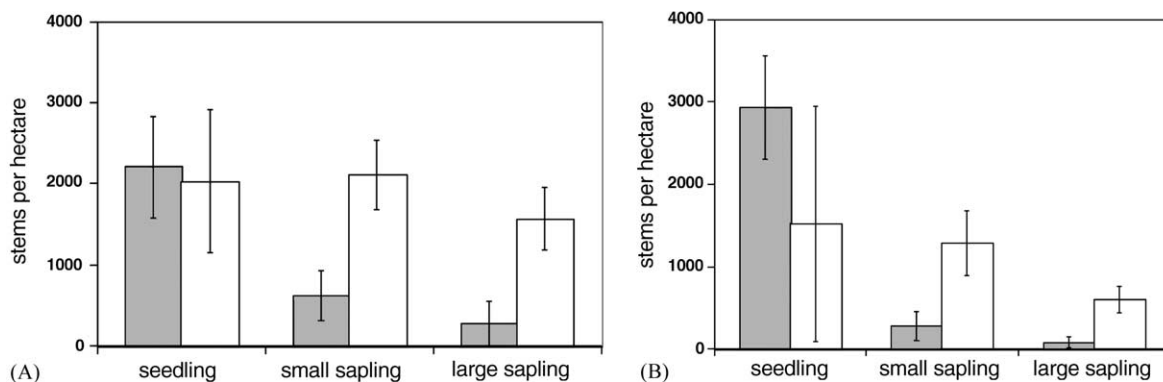 4000
3000
2000
1000
0
stems per hectare
seedling
small sapling
large sapling
(A)
4000
3000
2000
1000
0
stems per hectare
seedling
small sapling
large sapling
(B)